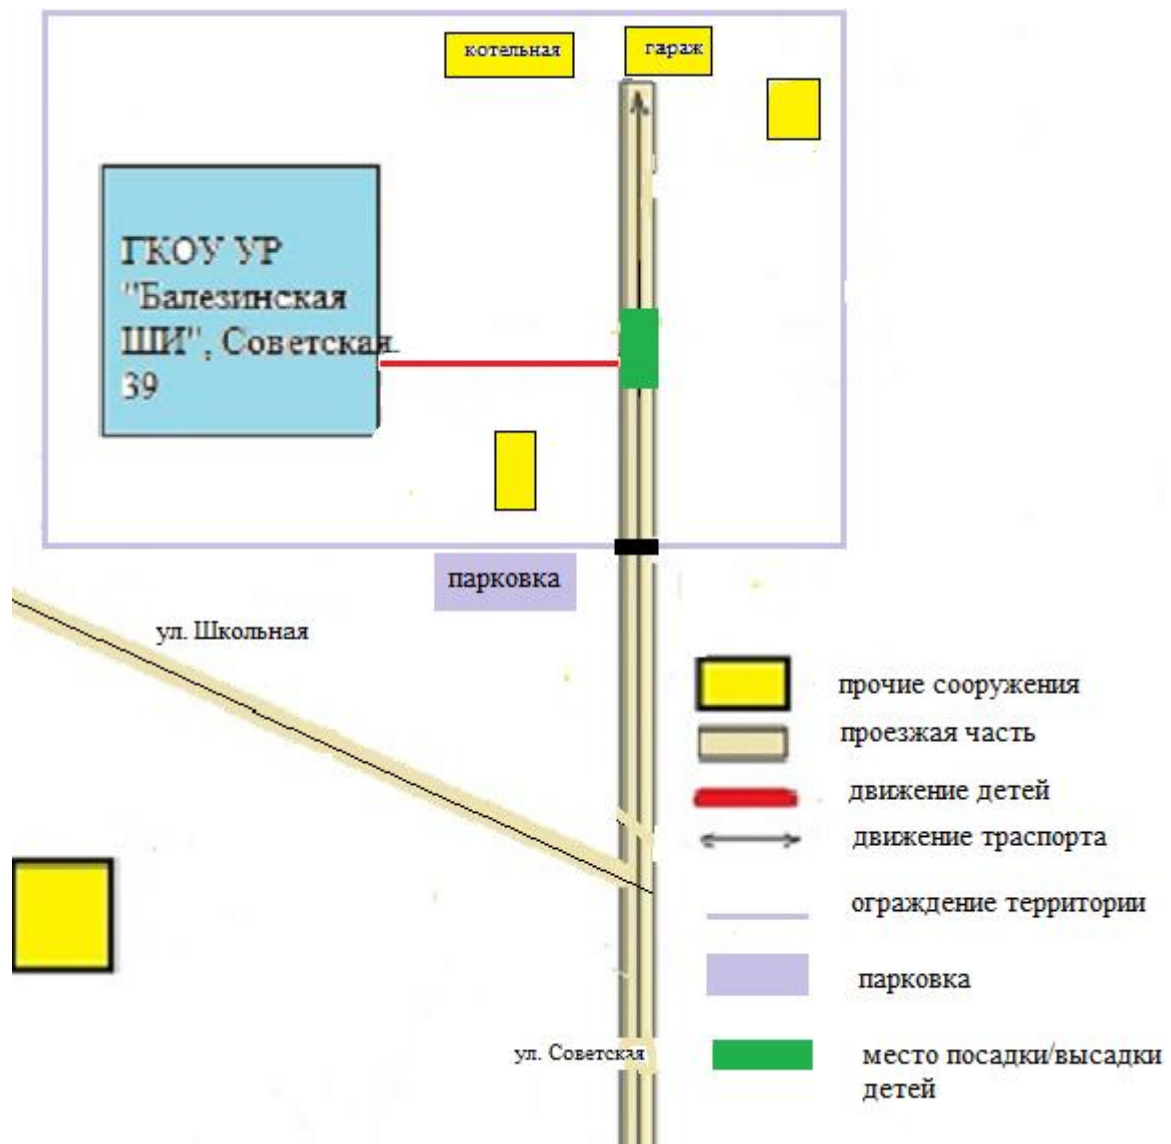 котельная
гараж
ГКОУ УР
"Балезинская
ШИ", Советская
39
парковка
ул. Школьная
прочие сооружения
проезжая часть
движение детей
движение траспорта
ограждение территории
парковка
ул. Советская
место посадки/высадки
детей